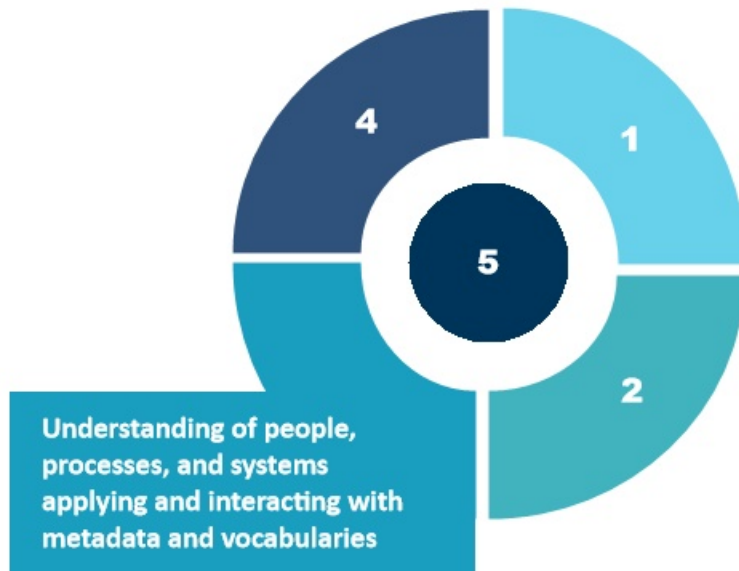 4
1
5
2
Understanding of people,
processes, and systems
applying and interacting with
metadata and vocabularies